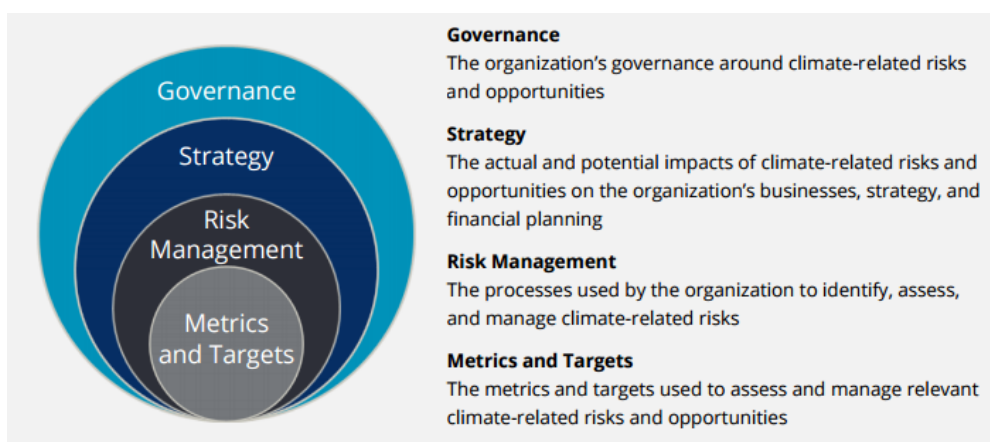 Governance
Strategy
Risk
Management
Metrics
and Targets
Governance
The organization’s governance around climate-related risks
and opportunities
Strategy
The actual and potential impacts of climate-related risks and
opportunities on the organization’s businesses, strategy, and
financial planning
Risk Management
The processes used by the organization to identify, assess,
and manage climate-related risks
Metrics and Targets
The metrics and targets used to assess and manage relevant
climate-related risks and opportunities